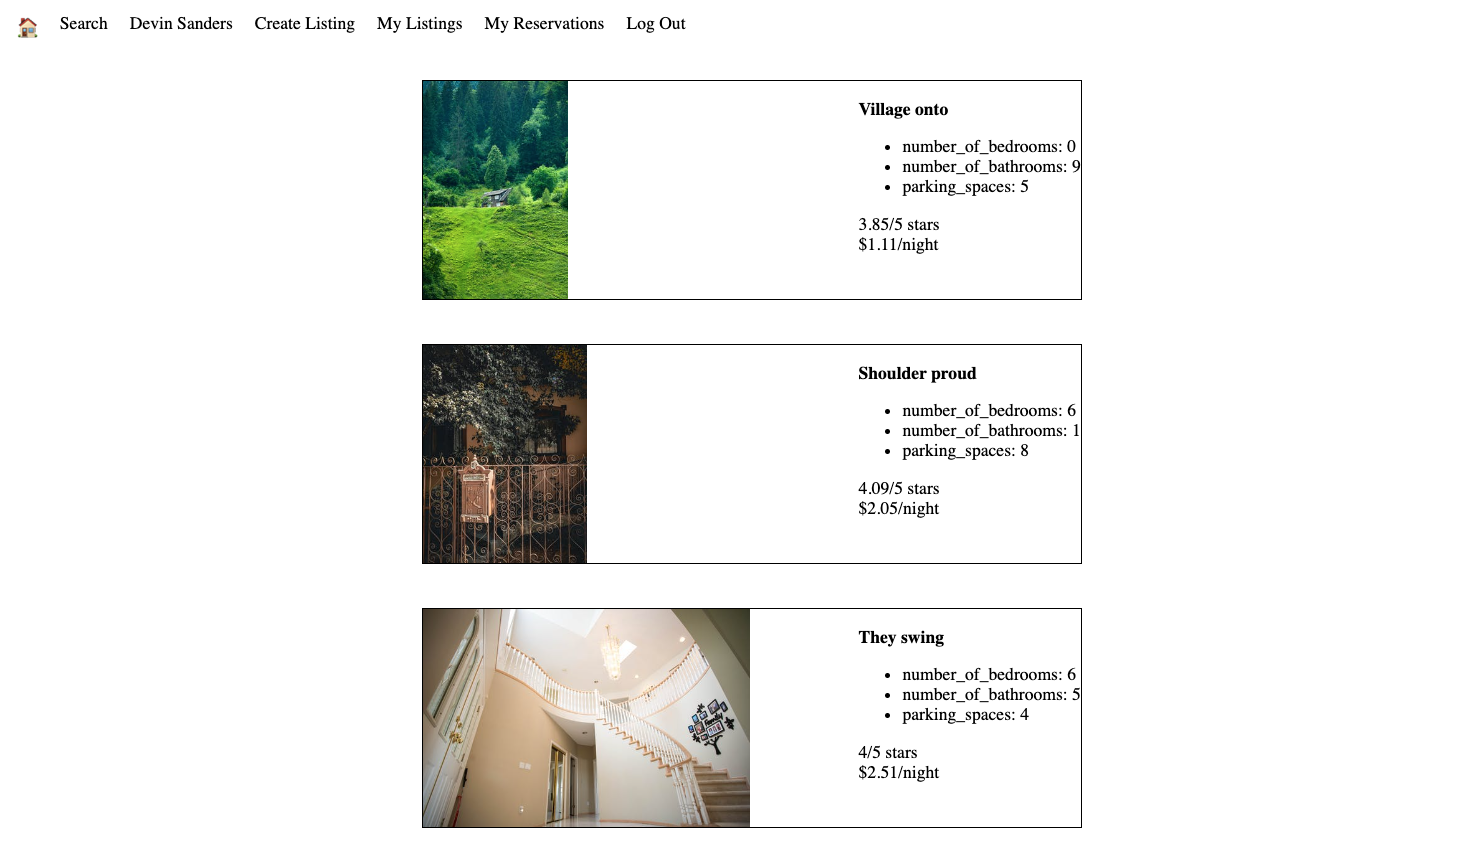 Search Devin Sanders Create Listing My Listings My Reservations Log Out
Village onto
number_of_bedrooms: 0
number_of_bathrooms: 9
parking_spaces: 5
3.85/5 stars
$1.11/night
Shoulder proud
number_of_bedrooms: 6
number_of_bathrooms: 1
parking_spaces: 8
4.09/5 stars
$2.05/night
They swing
number_of_bedrooms: 6
number_of_bathrooms: 5
parking_spaces: 4
4/5 stars
$2.51/night
family